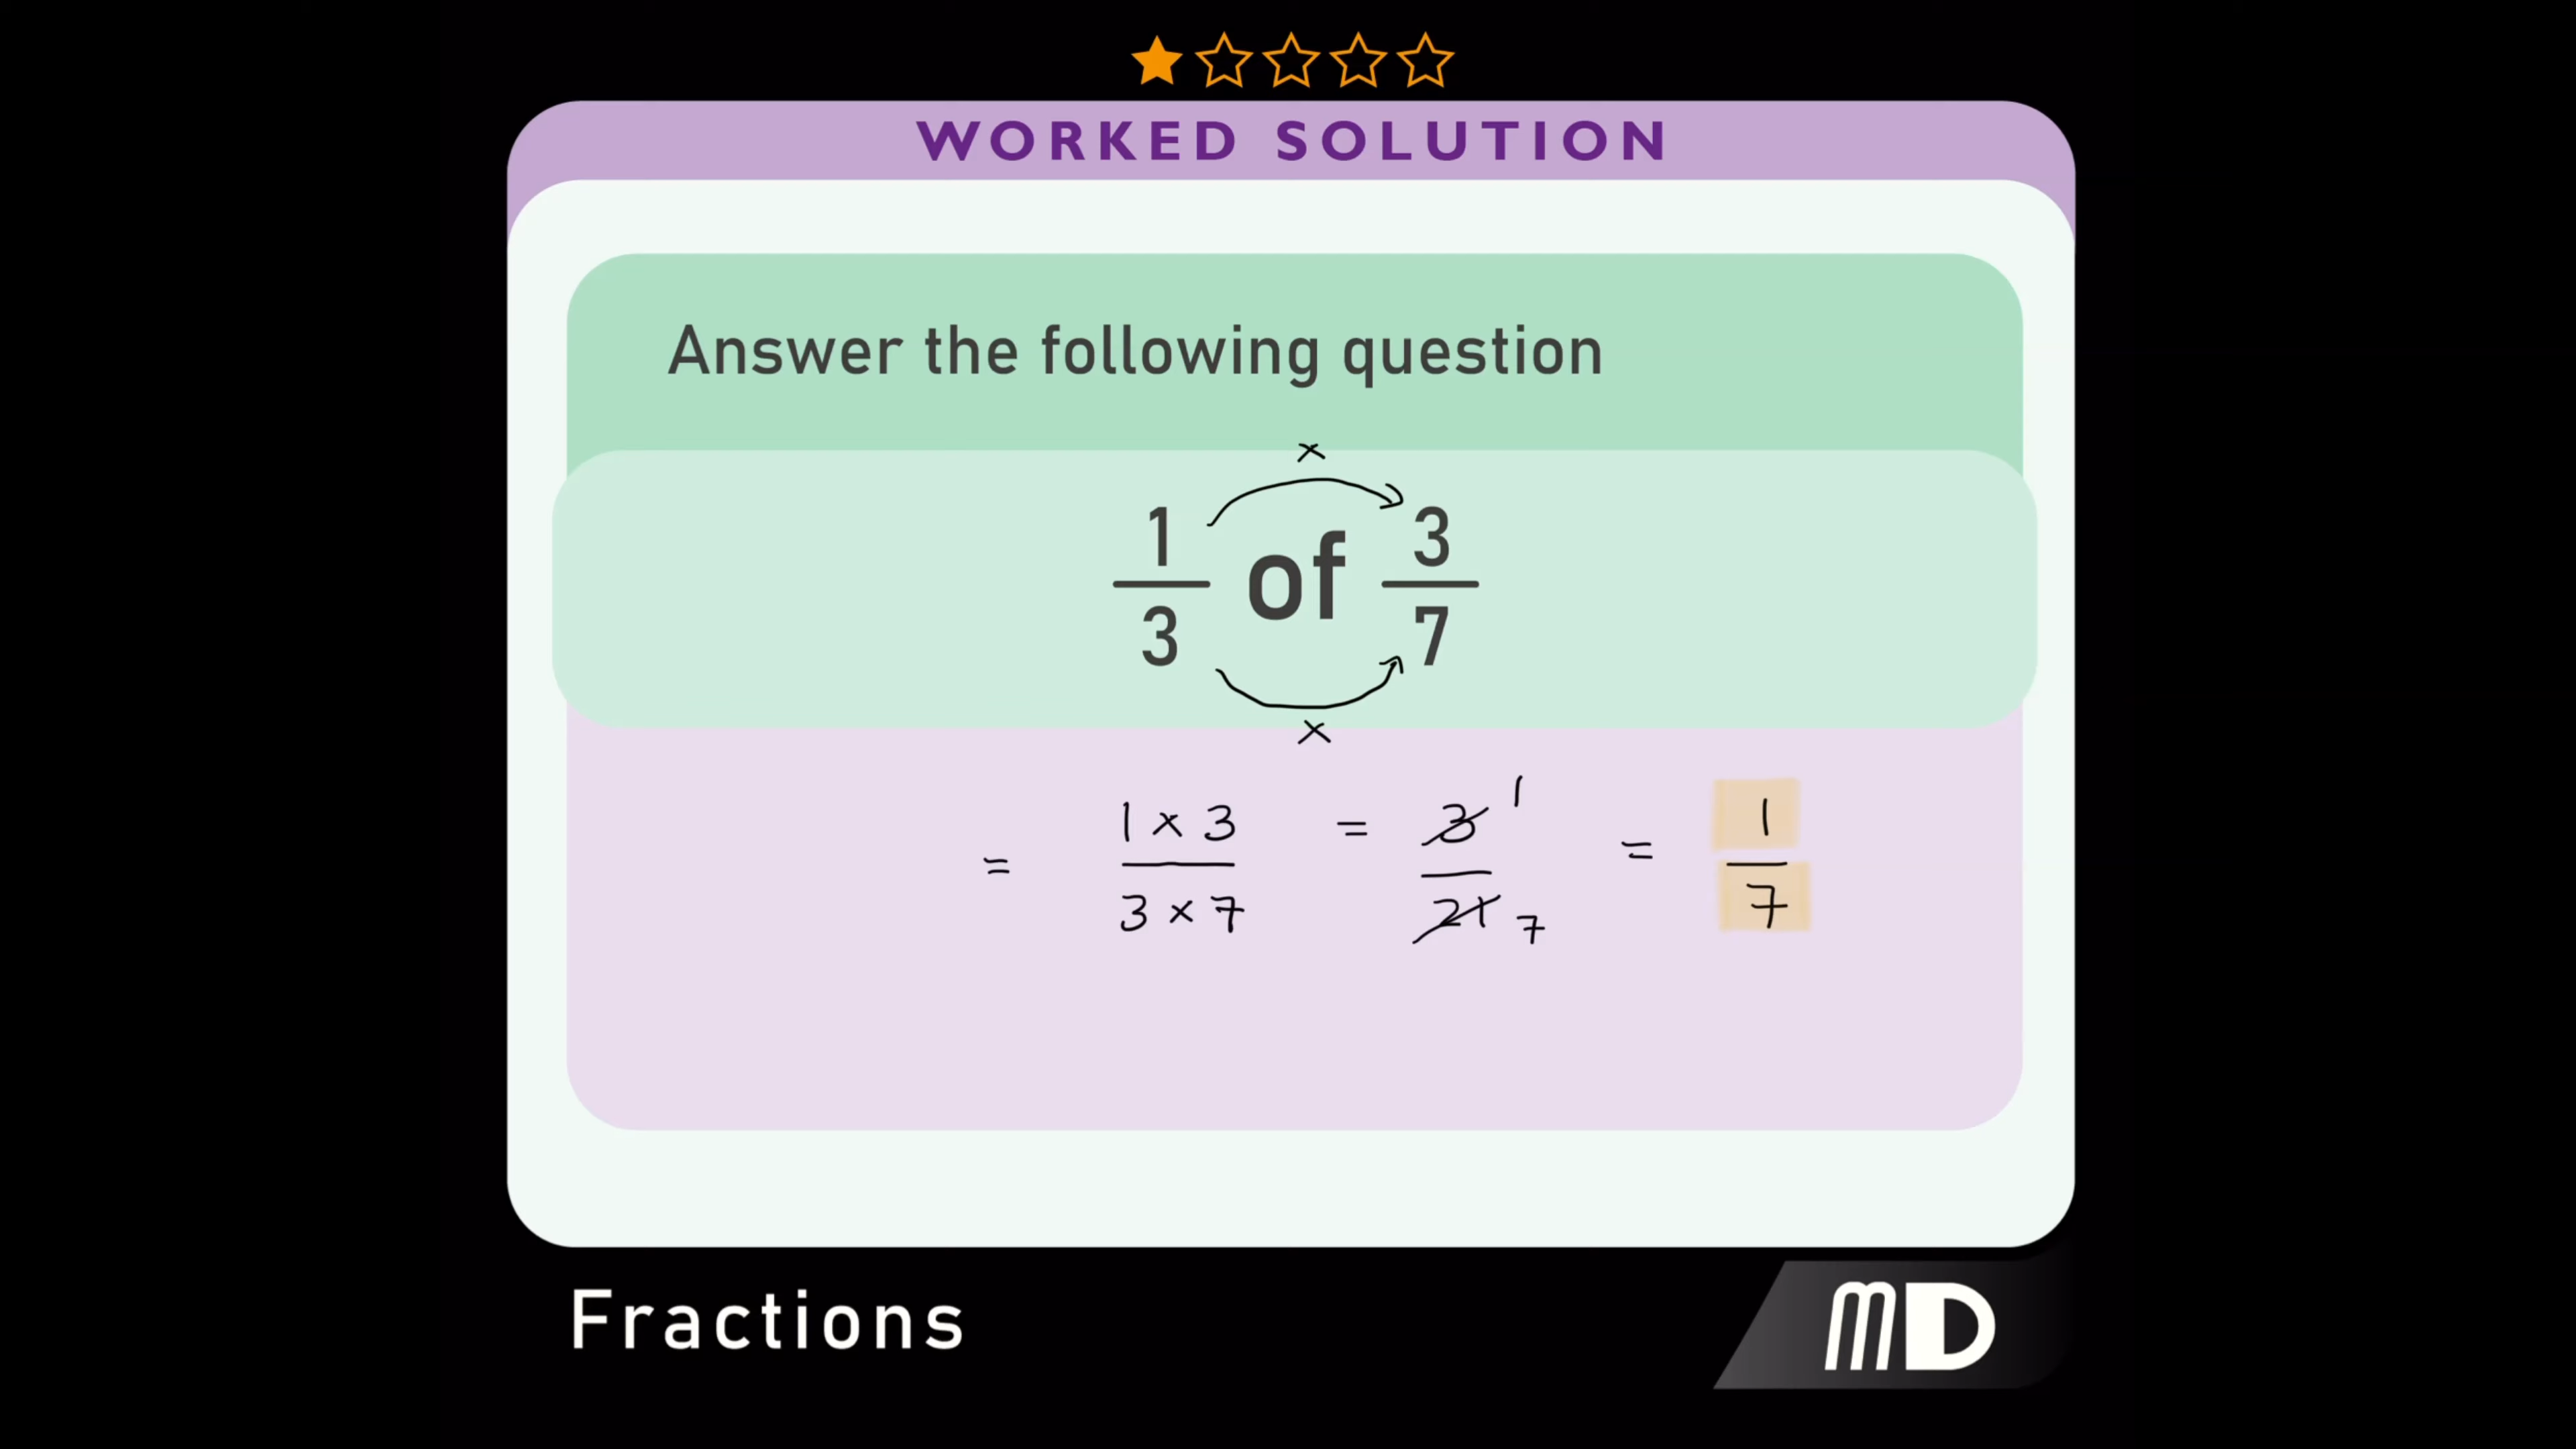 WORKED SOLUTION
Answer the following question
×
1/3 of 3/7
×
= 1 × 3 / 3 × 7 = 3 1 / 21 7 = 1/7
Fractions
MD